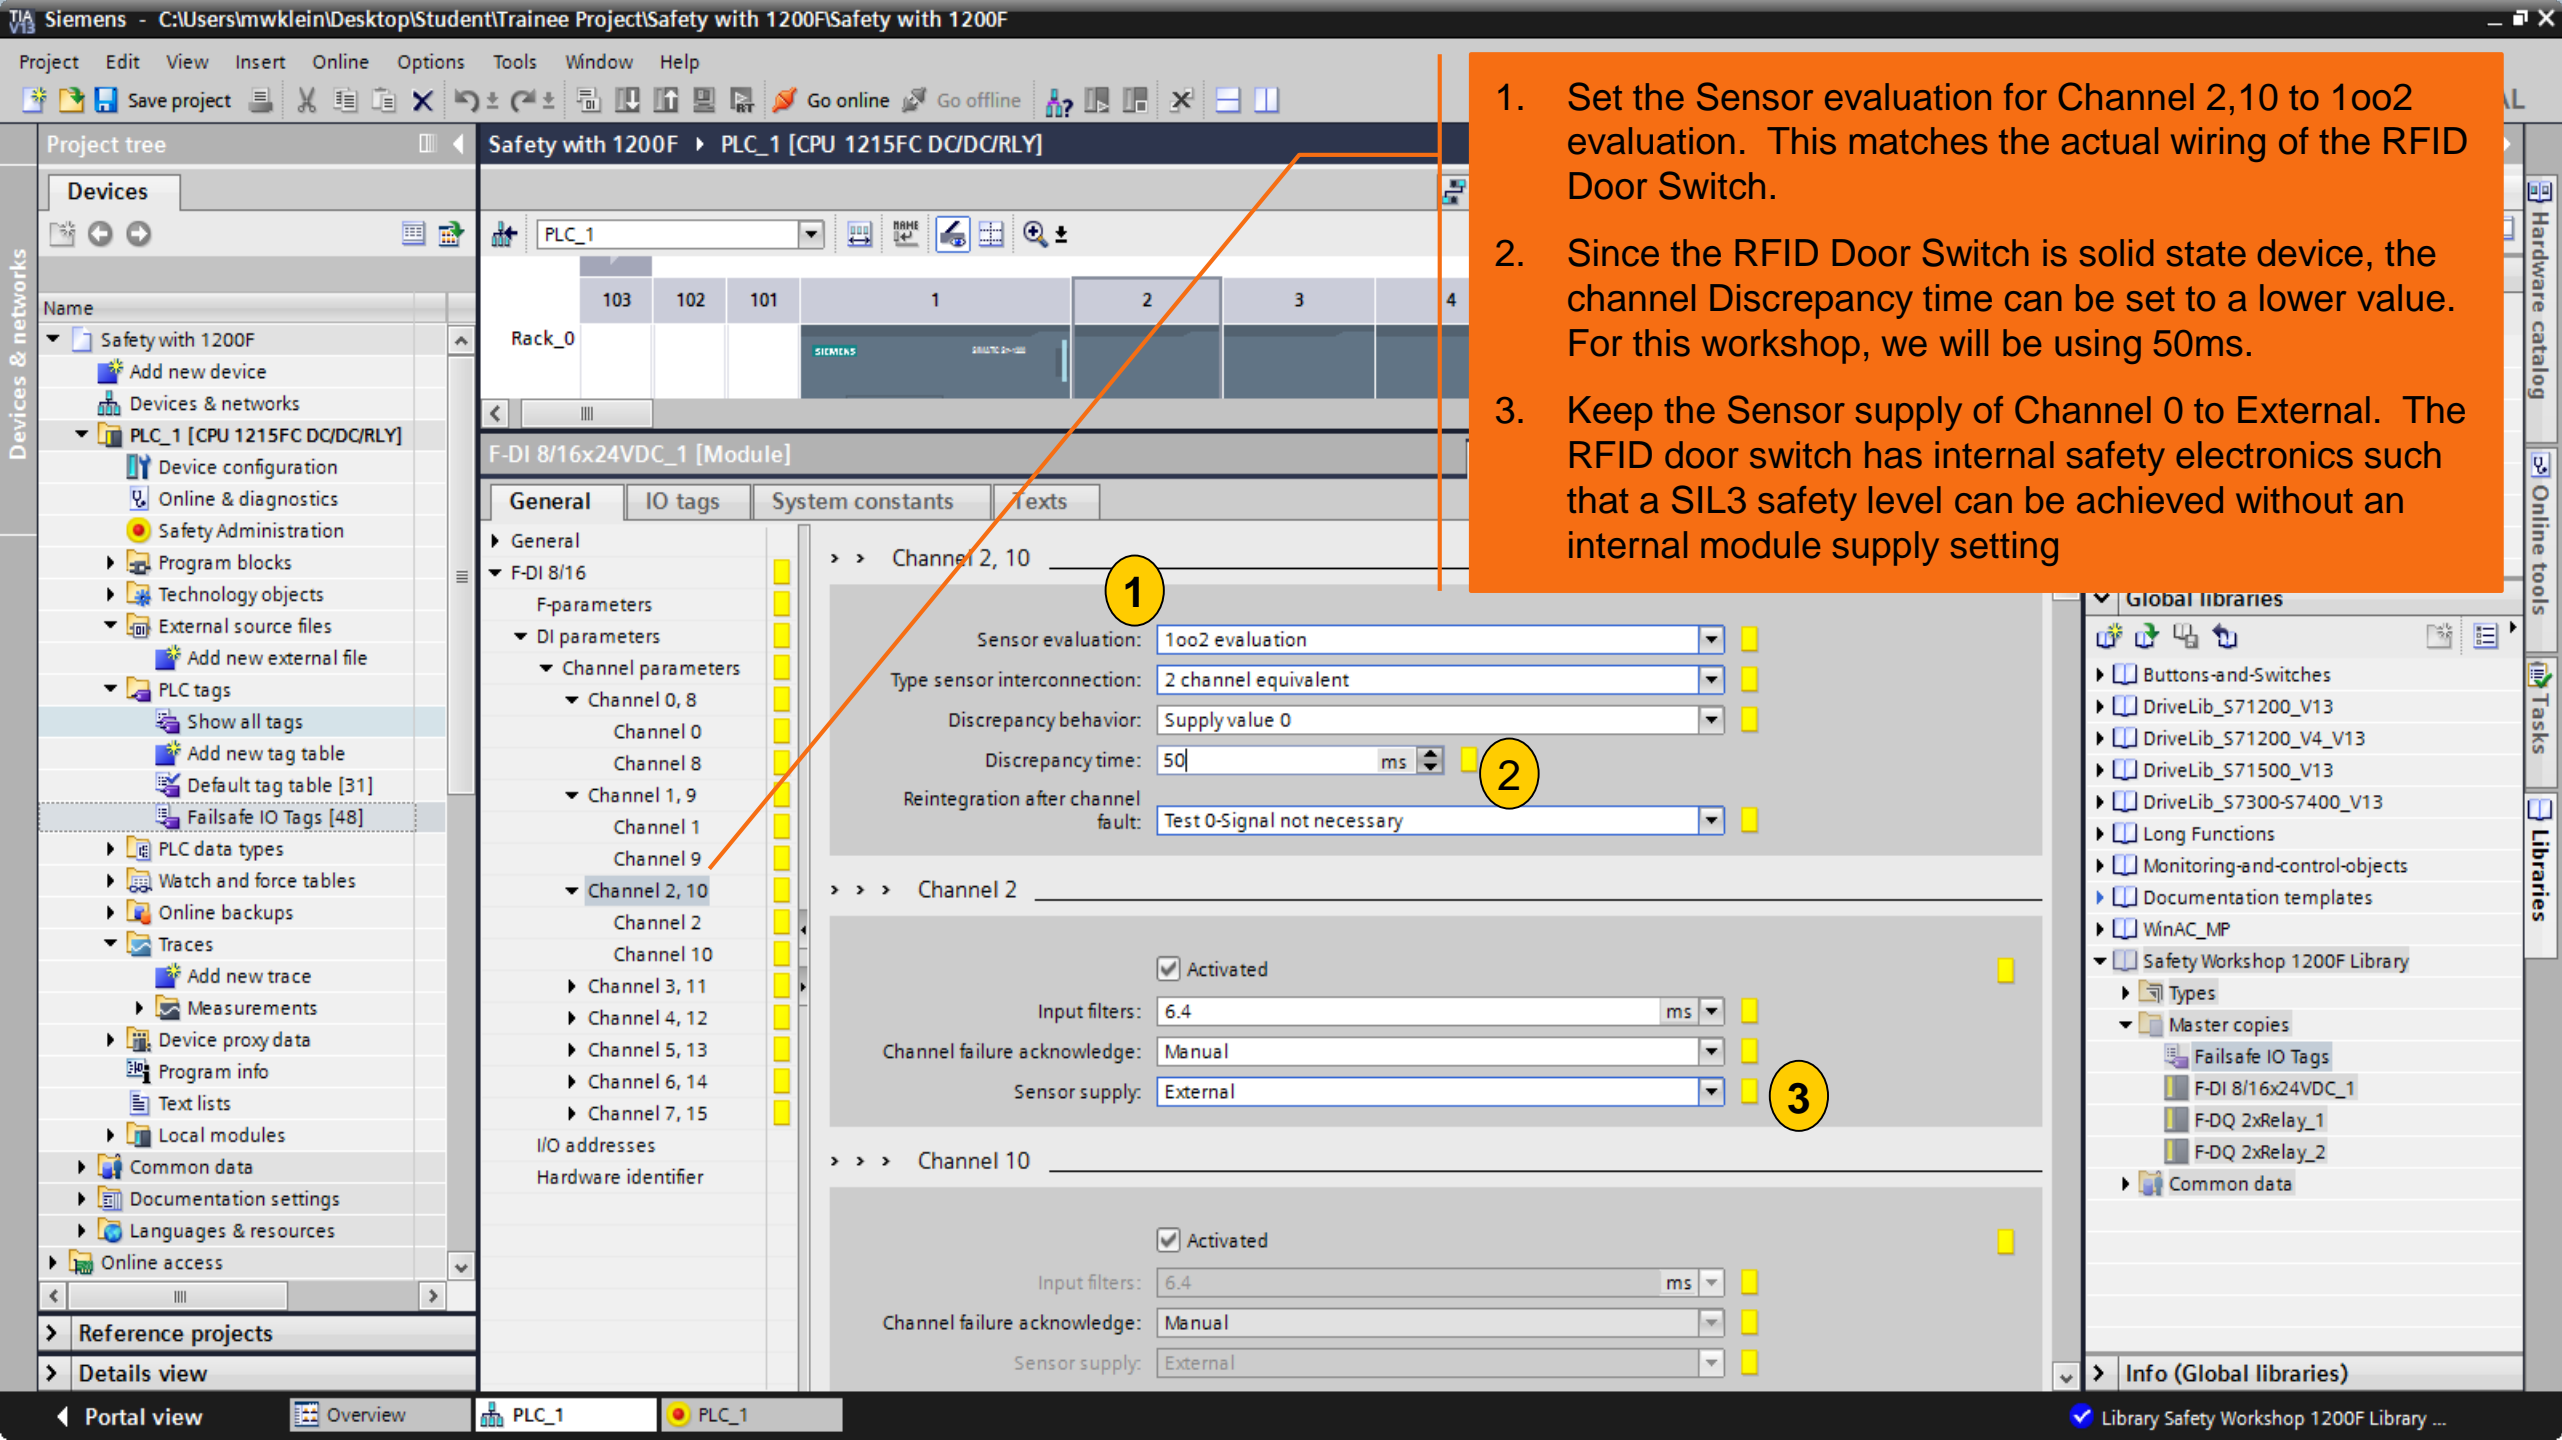 TIA V13 Siemens - C:\Users\mwklein\Desktop\Student\Trainee Project\Safety with 1200F\Safety with 1200F
Project Edit View Insert Online Options Tools Window Help
Save project Go online Go offline
Project tree
Devices
Name
Safety with 1200F
Add new device
Devices & networks
PLC_1 [CPU 1215FC DC/DC/RLY]
Device configuration
Online & diagnostics
Safety Administration
Program blocks
Technology objects
External source files
Add new external file
PLC tags
Show all tags
Add new tag table
Default tag table [31]
Failsafe IO Tags [48]
PLC data types
Watch and force tables
Online backups
Traces
Add new trace
Measurements
Device proxy data
Program info
Text lists
Local modules
Common data
Documentation settings
Languages & resources
Online access
Reference projects
Details view
Devices & networks
Safety with 1200F PLC_1 [CPU 1215FC DC/DC/RLY]
PLC_1
103 102 101 1 2 3 4
Rack_0
SIEMENS
F-DI 8/16x24VDC_1 [Module]
General IO tags System constants Texts
General
F-DI 8/16
F-parameters
DI parameters
Channel parameters
Channel 0, 8
Channel 0
Channel 8
Channel 1, 9
Channel 1
Channel 9
Channel 2, 10
Channel 2
Channel 10
Channel 3, 11
Channel 4, 12
Channel 5, 13
Channel 6, 14
Channel 7, 15
I/O addresses
Hardware identifier
> > Channel 2, 10
1
Sensor evaluation: 1oo2 evaluation
Type sensor interconnection: 2 channel equivalent
Discrepancy behavior: Supply value 0
Discrepancy time: 50 ms
2
Reintegration after channel
fault: Test 0-Signal not necessary
> > > Channel 2
Activated
Input filters: 6.4 ms
Channel failure acknowledge: Manual
Sensor supply: External
3
> > > Channel 10
Activated
Input filters: 6.4 ms
Channel failure acknowledge: Manual
Sensor supply: External
1. Set the Sensor evaluation for Channel 2,10 to 1oo2
evaluation. This matches the actual wiring of the RFID
Door Switch.
2. Since the RFID Door Switch is solid state device, the
channel Discrepancy time can be set to a lower value.
For this workshop, we will be using 50ms.
3. Keep the Sensor supply of Channel 0 to External. The
RFID door switch has internal safety electronics such
that a SIL3 safety level can be achieved without an
internal module supply setting
Global libraries
Buttons-and-Switches
DriveLib_S71200_V13
DriveLib_S71200_V4_V13
DriveLib_S71500_V13
DriveLib_S7300-S7400_V13
Long Functions
Monitoring-and-control-objects
Documentation templates
WinAC_MP
Safety Workshop 1200F Library
Types
Master copies
Failsafe IO Tags
F-DI 8/16x24VDC_1
F-DQ 2xRelay_1
F-DQ 2xRelay_2
Common data
Info (Global libraries)
Hardware catalog
Online tools
Tasks
Libraries
Portal view Overview PLC_1 PLC_1
Library Safety Workshop 1200F Library ...